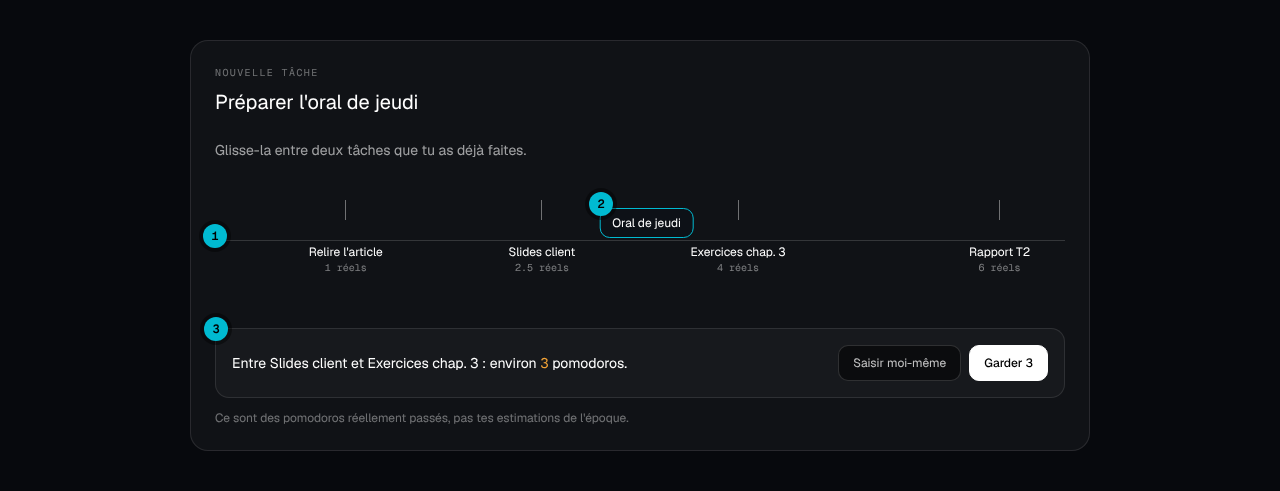 NOUVELLE TÂCHE
Préparer l'oral de jeudi
Glisse-la entre deux tâches que tu as déjà faites.
2
Oral de jeudi
1
Relire l'article
1 réels
Slides client
2.5 réels
Exercices chap. 3
4 réels
Rapport T2
6 réels
3
Entre Slides client et Exercices chap. 3 : environ 3 pomodoros.
Saisir moi-même
Garder 3
Ce sont des pomodoros réellement passés, pas tes estimations de l'époque.